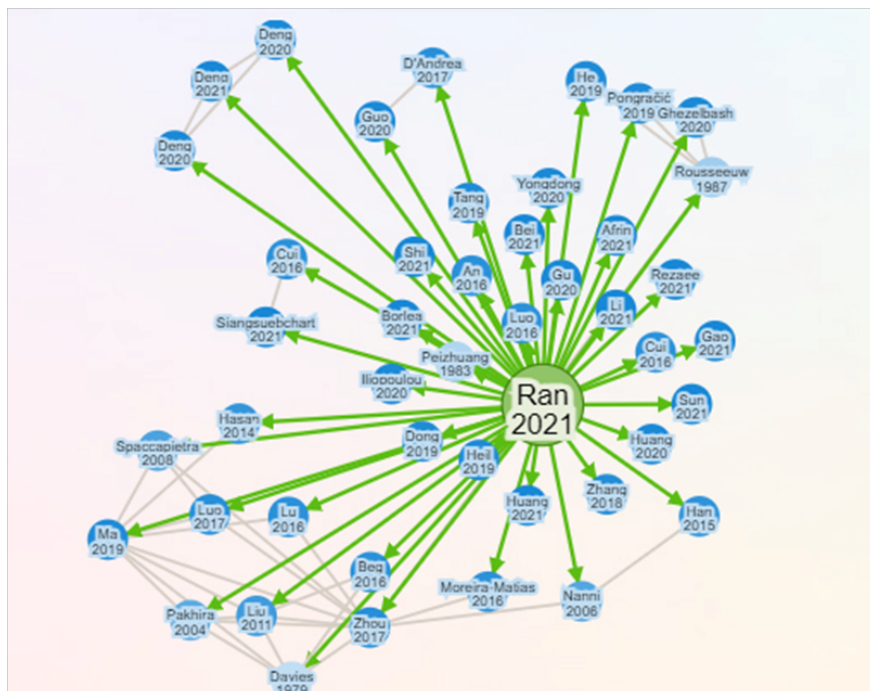 Deng
2020
Deng
2021
D'Andrea
2017
He
2019
Pongračić
2019
Ghezelbash
2020
Guo
2020
Deng
2020
Rousseeuw
1987
Yongdong
2020
Tang
2019
Bei
2021
Afrin
2021
Cui
2016
Shi
2021
An
2016
Gu
2020
Rezaee
2021
Siangsuebchart
2021
Borlea
2021
Luo
2016
Li
2021
Cui
2016
Gao
2021
Peizhuang
1983
Iliopoulou
2020
Ran
2021
Sun
2021
Hasan
2014
Spaccapietra
2008
Dong
2019
Heil
2019
Huang
2020
Zhang
2018
Luo
2017
Lu
2016
Huang
2021
Han
2015
Ma
2019
Beg
2016
Moreira-Matias
2016
Nanni
2006
Pakhira
2004
Liu
2011
Zhou
2017
Davies
1979